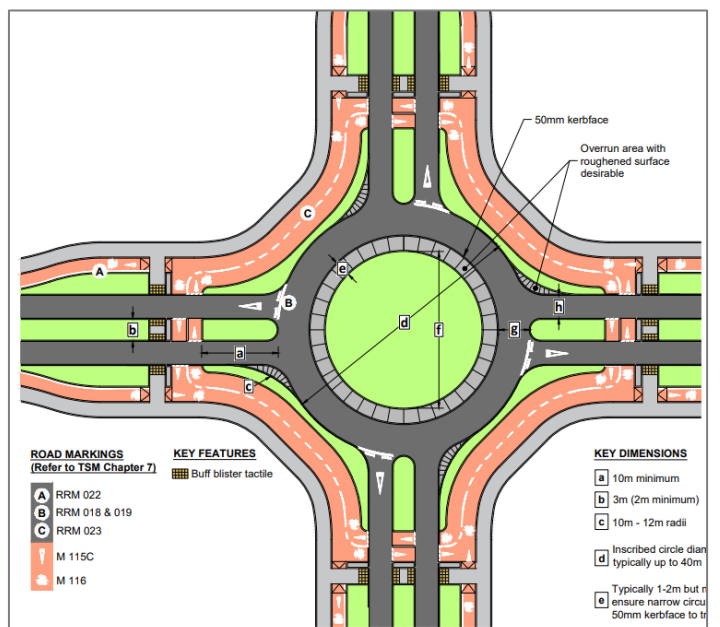 50mm kerbface
Overrun area with
roughened surface
desirable
C
A
e
B
h
d
f
g
b
a
c
ROAD MARKINGS
(Refer to TSM Chapter 7)
A RRM 022
B RRM 018 & 019
C RRM 023
M 115C
M 116
KEY FEATURES
Buff blister tactile
KEY DIMENSIONS
a 10m minimum
b 3m (2m minimum)
c 10m - 12m radii
d Inscribed circle
typically up to 40m
e Typically 1-2m but
ensure narrow
50mm kerbface to